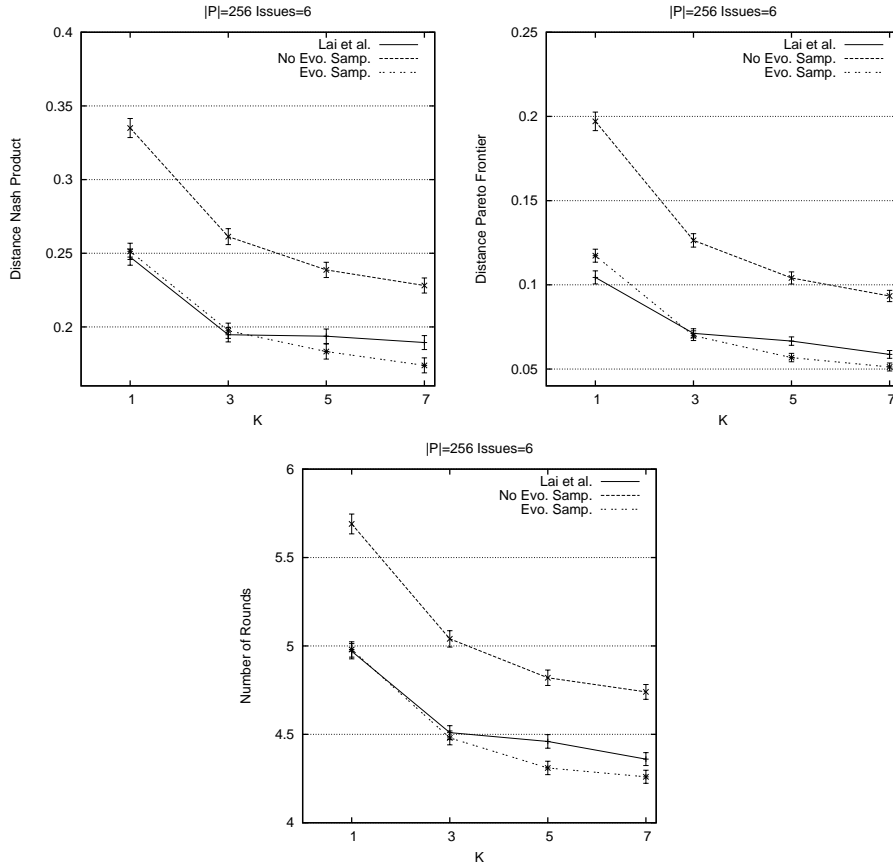 |P|=256 Issues=6
Lai et al.
No Evo. Samp.
Evo. Samp.
Distance Nash Product
0.4
0.35
0.3
0.25
0.2
1 3 5 7
K
|P|=256 Issues=6
Lai et al.
No Evo. Samp.
Evo. Samp.
Distance Pareto Frontier
0.25
0.2
0.15
0.1
0.05
1 3 5 7
K
|P|=256 Issues=6
Lai et al.
No Evo. Samp.
Evo. Samp.
Number of Rounds
6
5.5
5
4.5
4
1 3 5 7
K